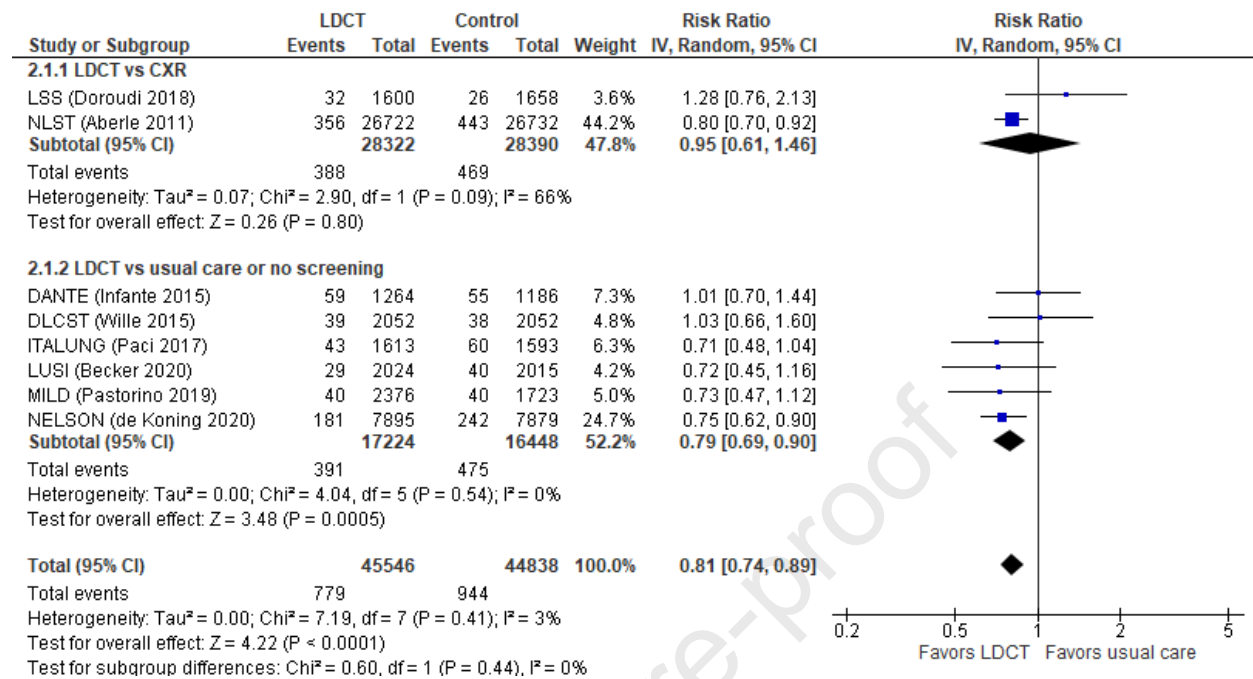 LDCT Control Risk Ratio Risk Ratio
Study or Subgroup Events Total Events Total Weight IV, Random, 95% CI IV, Random, 95% CI
2.1.1 LDCT vs CXR
LSS (Doroudi 2018) 32 1600 26 1658 3.6% 1.28 [0.76, 2.13]
NLST (Aberle 2011) 356 26722 443 26732 44.2% 0.80 [0.70, 0.92]
Subtotal (95% CI) 28322 28390 47.8% 0.95 [0.61, 1.46]
Total events 388 469
Heterogeneity: Tau² = 0.07; Chi² = 2.90, df = 1 (P = 0.09); I² = 66%
Test for overall effect: Z = 0.26 (P = 0.80)
2.1.2 LDCT vs usual care or no screening
DANTE (Infante 2015) 59 1264 55 1186 7.3% 1.01 [0.70, 1.44]
DLCST (Wille 2015) 39 2052 38 2052 4.8% 1.03 [0.66, 1.60]
ITALUNG (Paci 2017) 43 1613 60 1593 6.3% 0.71 [0.48, 1.04]
LUSI (Becker 2020) 29 2024 40 2015 4.2% 0.72 [0.45, 1.16]
MILD (Pastorino 2019) 40 2376 40 1723 5.0% 0.73 [0.47, 1.12]
NELSON (de Koning 2020) 181 7895 242 7879 24.7% 0.75 [0.62, 0.90]
Subtotal (95% CI) 17224 16448 52.2% 0.79 [0.69, 0.90]
Total events 391 475
Heterogeneity: Tau² = 0.00; Chi² = 4.04, df = 5 (P = 0.54); I² = 0%
Test for overall effect: Z = 3.48 (P = 0.0005)
Total (95% CI) 45546 44838 100.0% 0.81 [0.74, 0.89]
Total events 779 944
Heterogeneity: Tau² = 0.00; Chi² = 7.19, df = 7 (P = 0.41); I² = 3%
Test for overall effect: Z = 4.22 (P < 0.0001)
Test for subgroup differences: Chi² = 0.60, df = 1 (P = 0.44), I² = 0%
0.2 0.5 1 2 5
Favors LDCT Favors usual care
re-proof